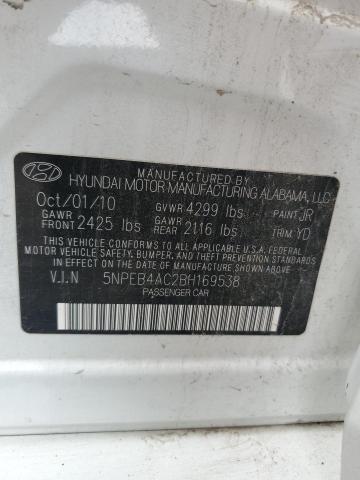 MANUFACTURED BY
HYUNDAI MOTOR MANUFACTURING ALABAMA, LLC
Oct/01/10 GVWR 4299 lbs PAINT JR
GAWR FRONT 2425 lbs GAWR REAR 2116 lbs TRIM YD
THIS VEHICLE CONFORMS TO ALL APPLICABLE U.S.A. FEDERAL
MOTOR VEHICLE SAFETY, BUMPER, AND THEFT PREVENTION
STANDARDS IN EFFECT ON THE DATE OF MANUFACTURE SHOWN ABOVE.
V.I.N 5NPEB4AC2BH169538
PASSENGER CAR